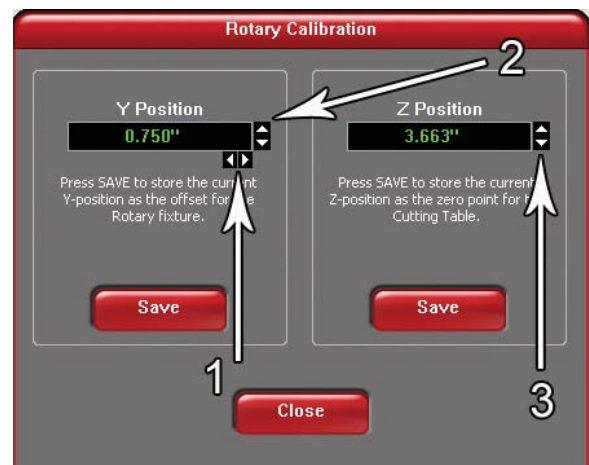 Rotary Calibration
2
Y Position
0.750"
Press SAVE to store the current
Y-position as the offset for the
Rotary fixture.
Save
1
Z Position
3.663"
Press SAVE to store the current
Z-position as the zero point for
Cutting Table.
Save
3
Close